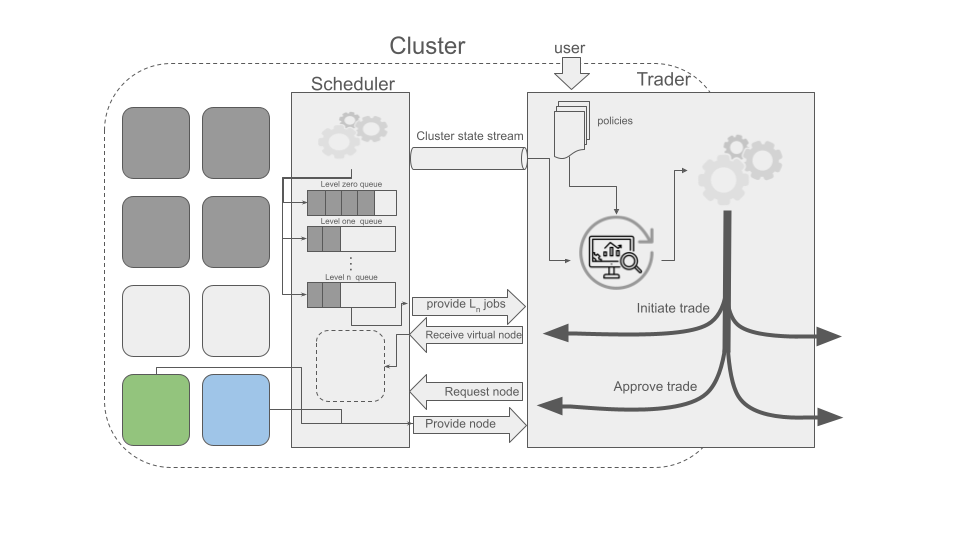 Cluster
user
Scheduler
Trader
policies
Cluster state stream
Level zero queue
Level one queue
Level n queue
provide Ln jobs
Initiate trade
Receive virtual node
Approve trade
Request node
Provide node